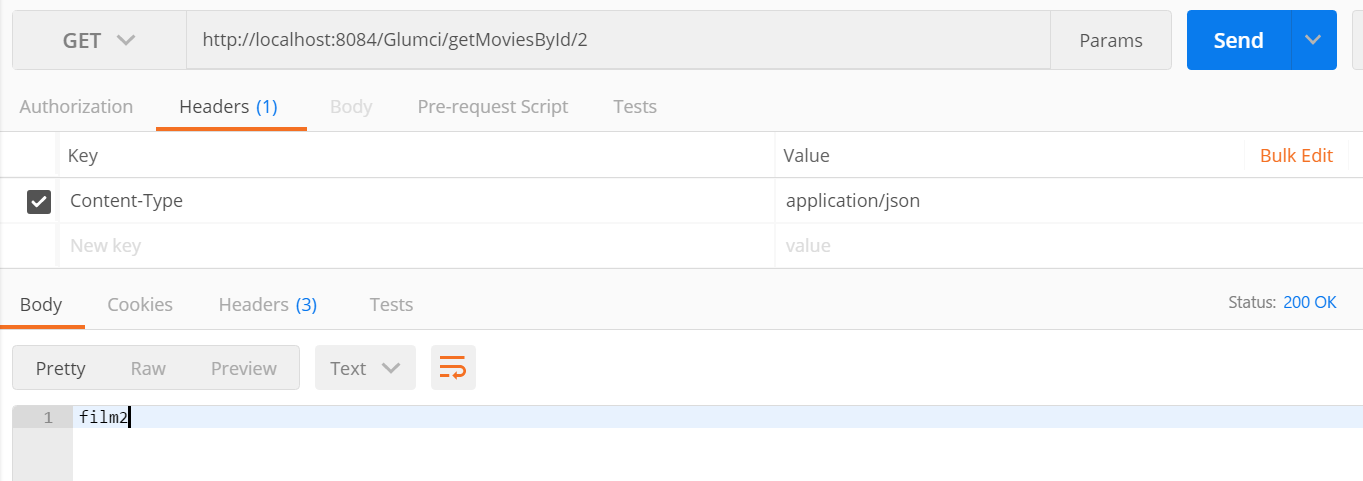 GET http://localhost:8084/Glumci/getMoviesById/2 Params Send
Authorization Headers (1) Body Pre-request Script Tests
Key Value Bulk Edit
Content-Type application/json
New key value
Body Cookies Headers (3) Tests Status: 200 OK
Pretty Raw Preview Text
1 film2